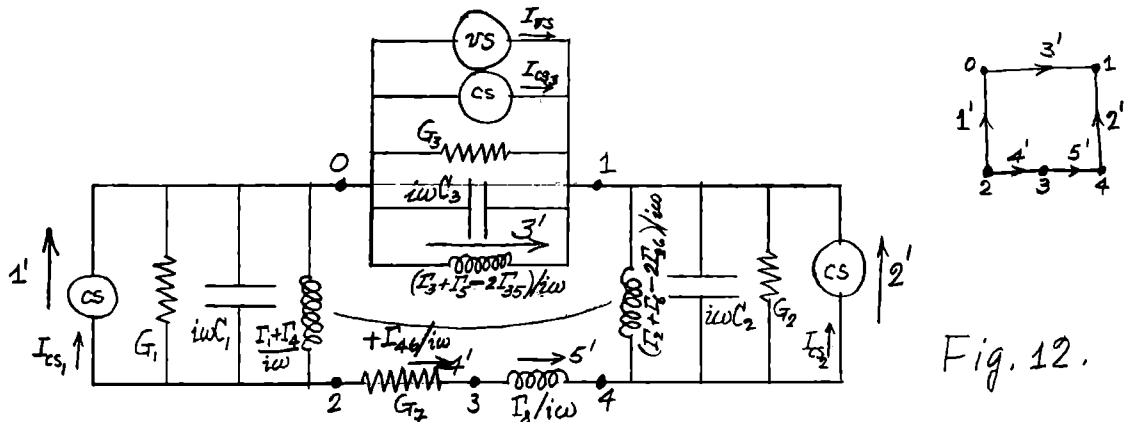 I_VS
VS
I_CS3
CS
G_3
0
1
iωC_3
3'
(Γ_3+Γ_5−2Γ_35)/iω
1'
CS
I_CS1
G_1
iωC_1
Γ_1+Γ_4
iω
+Γ_46/iω
(Γ_2+Γ_6−2Γ_26)/iω
iωC_2
G_2
CS
I_CS2
2'
2
G_7
4'
3
5'
Γ_8/iω
4
0
3'
1
1'
2'
4'
5'
2
3
4
Fig. 12.